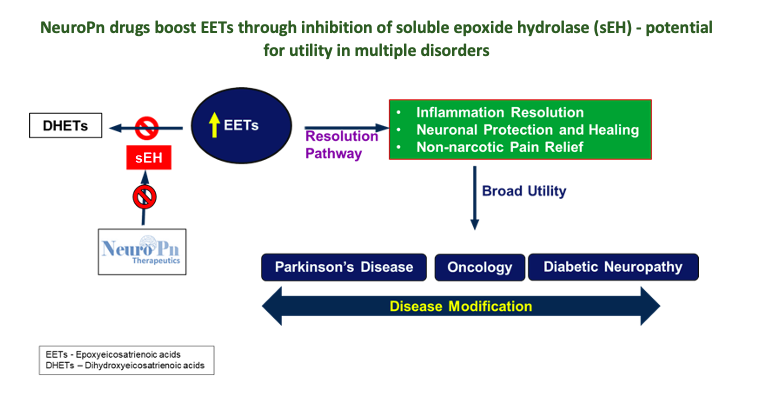 NeuroPn drugs boost EETs through inhibition of soluble epoxide hydrolase (sEH) - potential
for utility in multiple disorders
DHETs
EETs
sEH
Resolution
Pathway
• Inflammation Resolution
• Neuronal Protection and Healing
• Non-narcotic Pain Relief
Broad Utility
NeuroPn
Therapeutics
Parkinson's Disease
Oncology
Diabetic Neuropathy
Disease Modification
EETs - Epoxyeicosatrienoic acids
DHETs – Dihydroxyeicosatrienoic acids